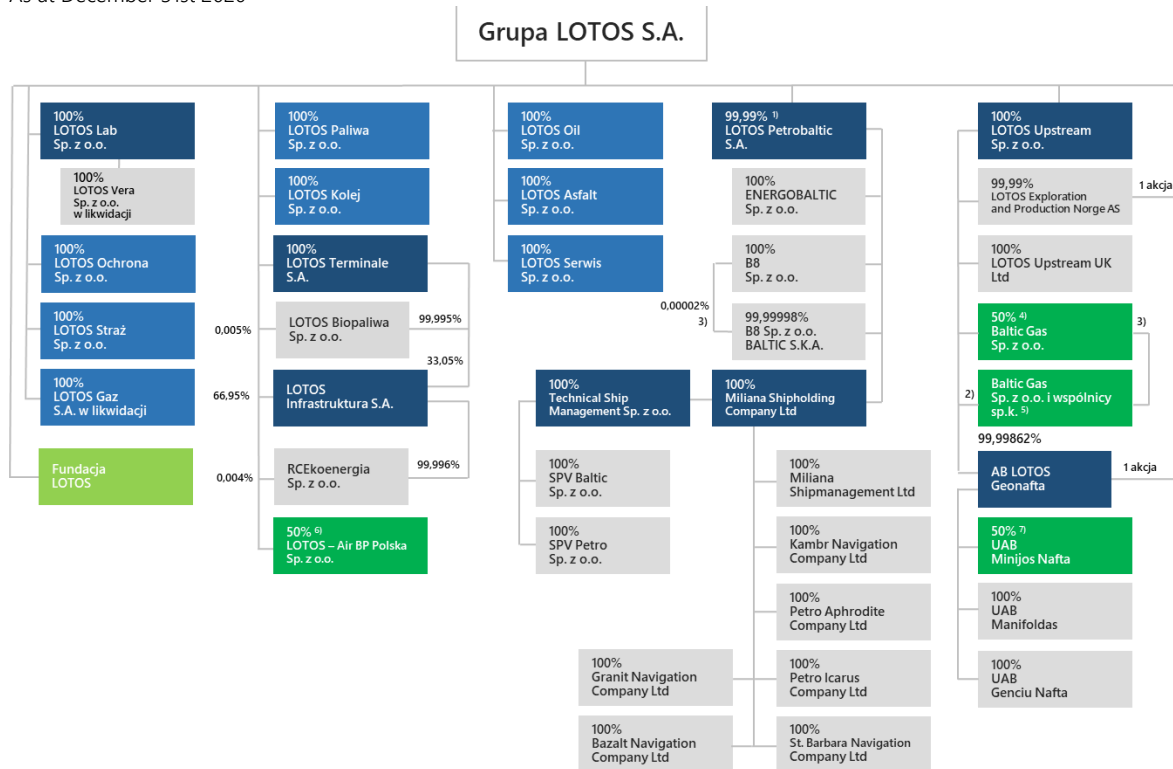 Grupa LOTOS S.A.
100%
LOTOS Lab
Sp. z o.o.
100%
LOTOS Vera
Sp. z o.o.
w likwidacji
100%
LOTOS Ochrona
Sp. z o.o.
100%
LOTOS Straż
Sp. z o.o.
100%
LOTOS Gaz
S.A. w likwidacji
Fundacja
LOTOS
100%
LOTOS Paliwa
Sp. z o.o.
100%
LOTOS Kolej
Sp. z o.o.
100%
LOTOS Terminale
S.A.
0,005%
LOTOS Biopaliwa
Sp. z o.o.
99,995%
33,05%
66,95%
LOTOS
Infrastruktura S.A.
0,004%
RCEkoenergia
Sp. z o.o.
99,996%
50% 6)
LOTOS – Air BP Polska
Sp. z o.o.
100%
LOTOS Oil
Sp. z o.o.
100%
LOTOS Asfalt
Sp. z o.o.
100%
LOTOS Serwis
Sp. z o.o.
99,99% 1)
LOTOS Petrobaltic
S.A.
100%
ENERGOBALTIC
Sp. z o.o.
100%
B8
Sp. z o.o.
0,00002%
3)
99,99998%
B8 Sp. z o.o.
BALTIC S.K.A.
100%
Technical Ship
Management Sp. z o.o.
100%
Miliana Shipholding
Company Ltd
100%
SPV Baltic
Sp. z o.o.
100%
SPV Petro
Sp. z o.o.
100%
Miliana
Shipmanagement Ltd
100%
Kambr Navigation
Company Ltd
100%
Petro Aphrodite
Company Ltd
100%
Granit Navigation
Company Ltd
100%
Petro Icarus
Company Ltd
100%
Bazalt Navigation
Company Ltd
100%
St. Barbara Navigation
Company Ltd
100%
LOTOS Upstream
Sp. z o.o.
99,99%
LOTOS Exploration
and Production Norge AS
1 akcja
100%
LOTOS Upstream UK
Ltd
50% 4)
Baltic Gas
Sp. z o.o.
3)
2)
Baltic Gas
Sp. z o.o. i wspólnicy
sp.k. 5)
99,99862%
AB LOTOS
Geonafta
1 akcja
50% 7)
UAB
Minijos Nafta
100%
UAB
Manifoldas
100%
UAB
Genciu Nafta